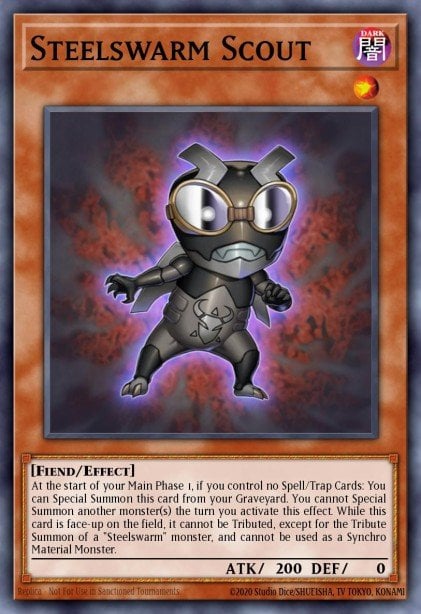 STEELSWARM SCOUT
DARK
闇
[FIEND/EFFECT]
At the start of your Main Phase 1, if you control no Spell/Trap Cards: You
can Special Summon this card from your Graveyard. You cannot Special
Summon another monster(s) the turn you activate this effect. While this
card is face-up on the field, it cannot be Tributed, except for the Tribute
Summon of a "Steelswarm" monster, and cannot be used as a Synchro
Material Monster.
ATK/ 200 DEF/ 0
Replica - Not For Use in Sanctioned Tournaments
©2020 Studio Dice/SHUEISHA, TV TOKYO, KONAMI